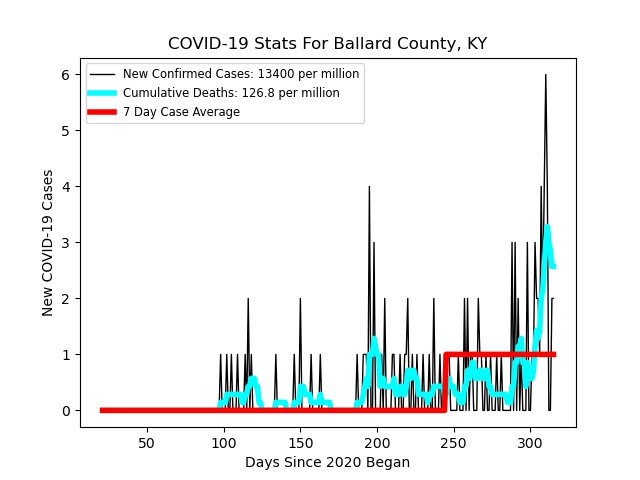 COVID-19 Stats For Ballard County, KY
New Confirmed Cases: 13400 per million
Cumulative Deaths: 126.8 per million
7 Day Case Average
New COVID-19 Cases
6
5
4
3
2
1
0
50 100 150 200 250 300
Days Since 2020 Began